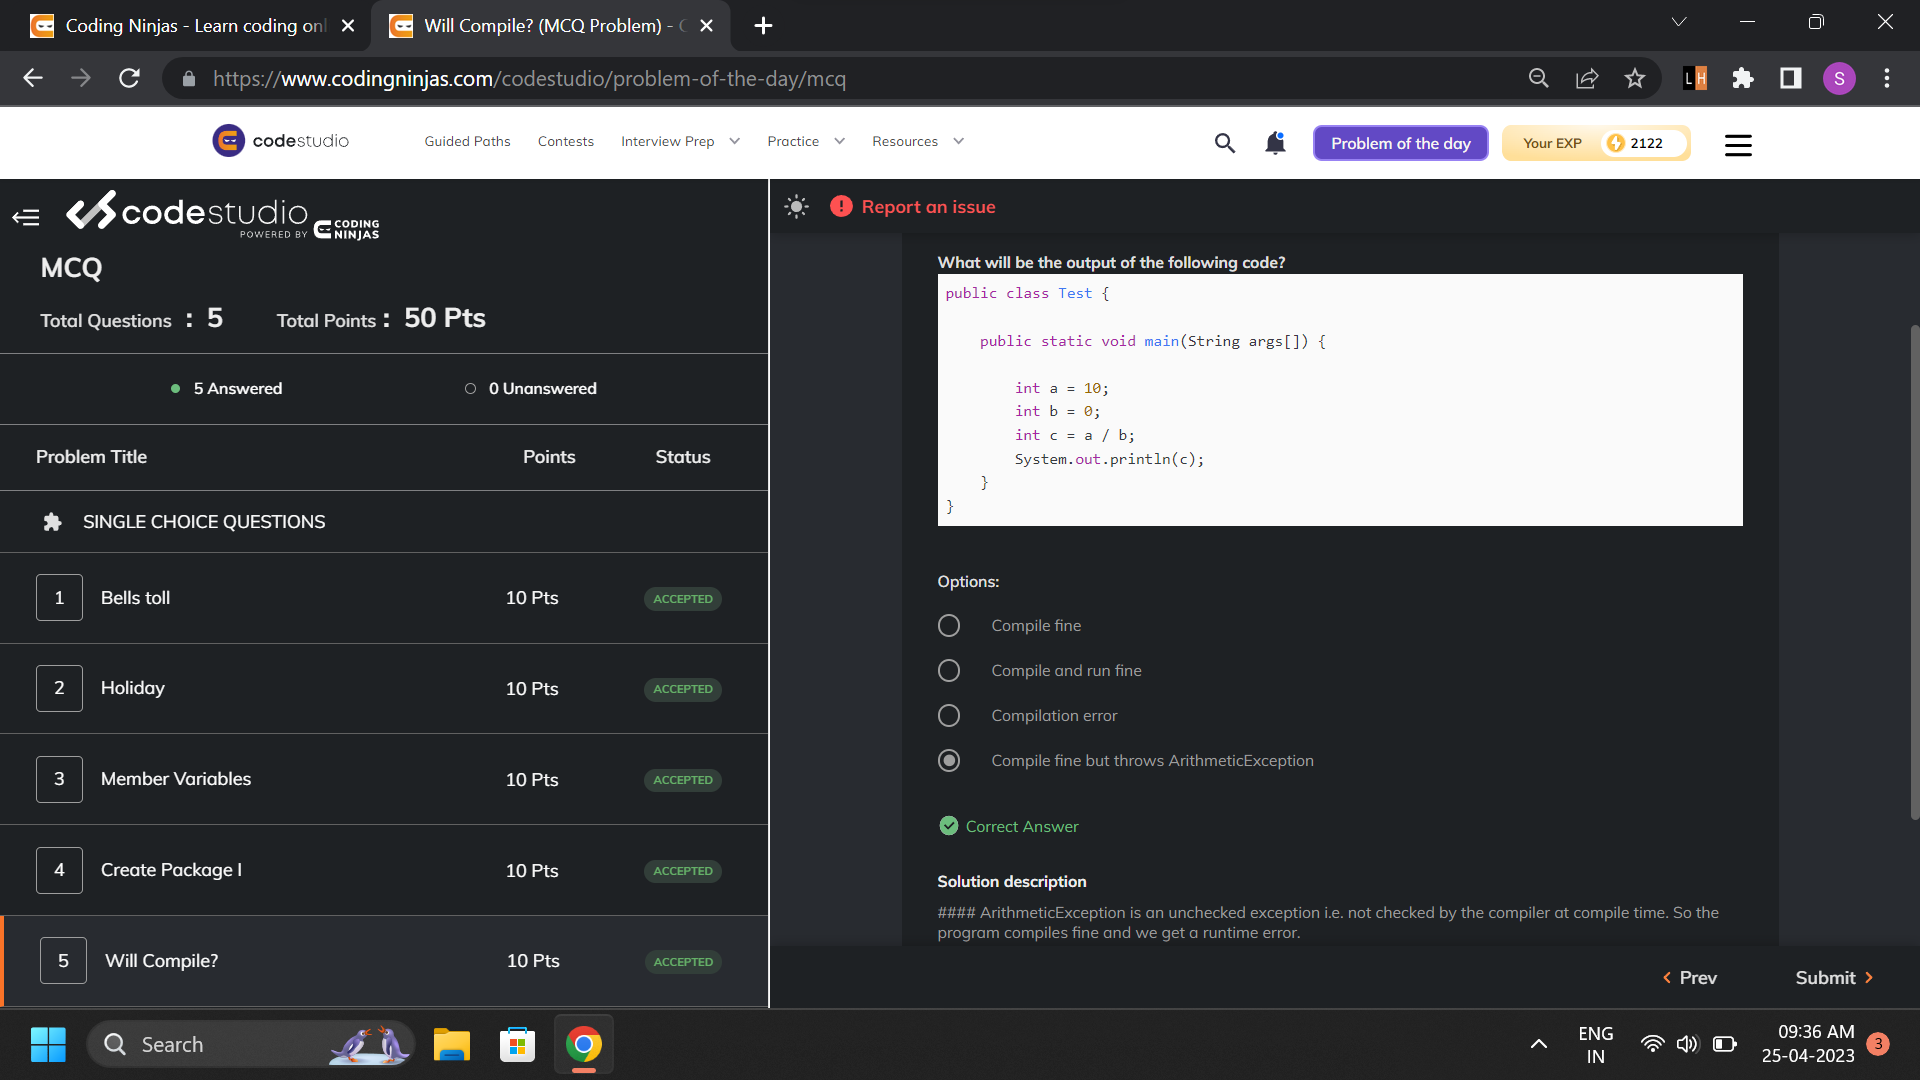 Coding Ninjas - Learn coding onl
Will Compile? (MCQ Problem) - C
https://www.codingninjas.com/codestudio/problem-of-the-day/mcq
LH
S
codestudio
Guided Paths
Contests
Interview Prep
Practice
Resources
Problem of the day
Your EXP
2122
codestudio
POWERED BY CODING NINJAS
Report an issue
MCQ
Total Questions : 5
Total Points : 50 Pts
5 Answered
0 Unanswered
Problem Title Points Status
SINGLE CHOICE QUESTIONS
1 Bells toll 10 Pts ACCEPTED
2 Holiday 10 Pts ACCEPTED
3 Member Variables 10 Pts ACCEPTED
4 Create Package I 10 Pts ACCEPTED
5 Will Compile? 10 Pts ACCEPTED
What will be the output of the following code?
public class Test {
public static void main(String args[]) {
int a = 10;
int b = 0;
int c = a / b;
System.out.println(c);
}
}
Options:
Compile fine
Compile and run fine
Compilation error
Compile fine but throws ArithmeticException
Correct Answer
Solution description
#### ArithmeticException is an unchecked exception i.e. not checked by the compiler at compile time. So the
program compiles fine and we get a runtime error.
Prev
Submit
Search
ENG
IN
09:36 AM
25-04-2023
3